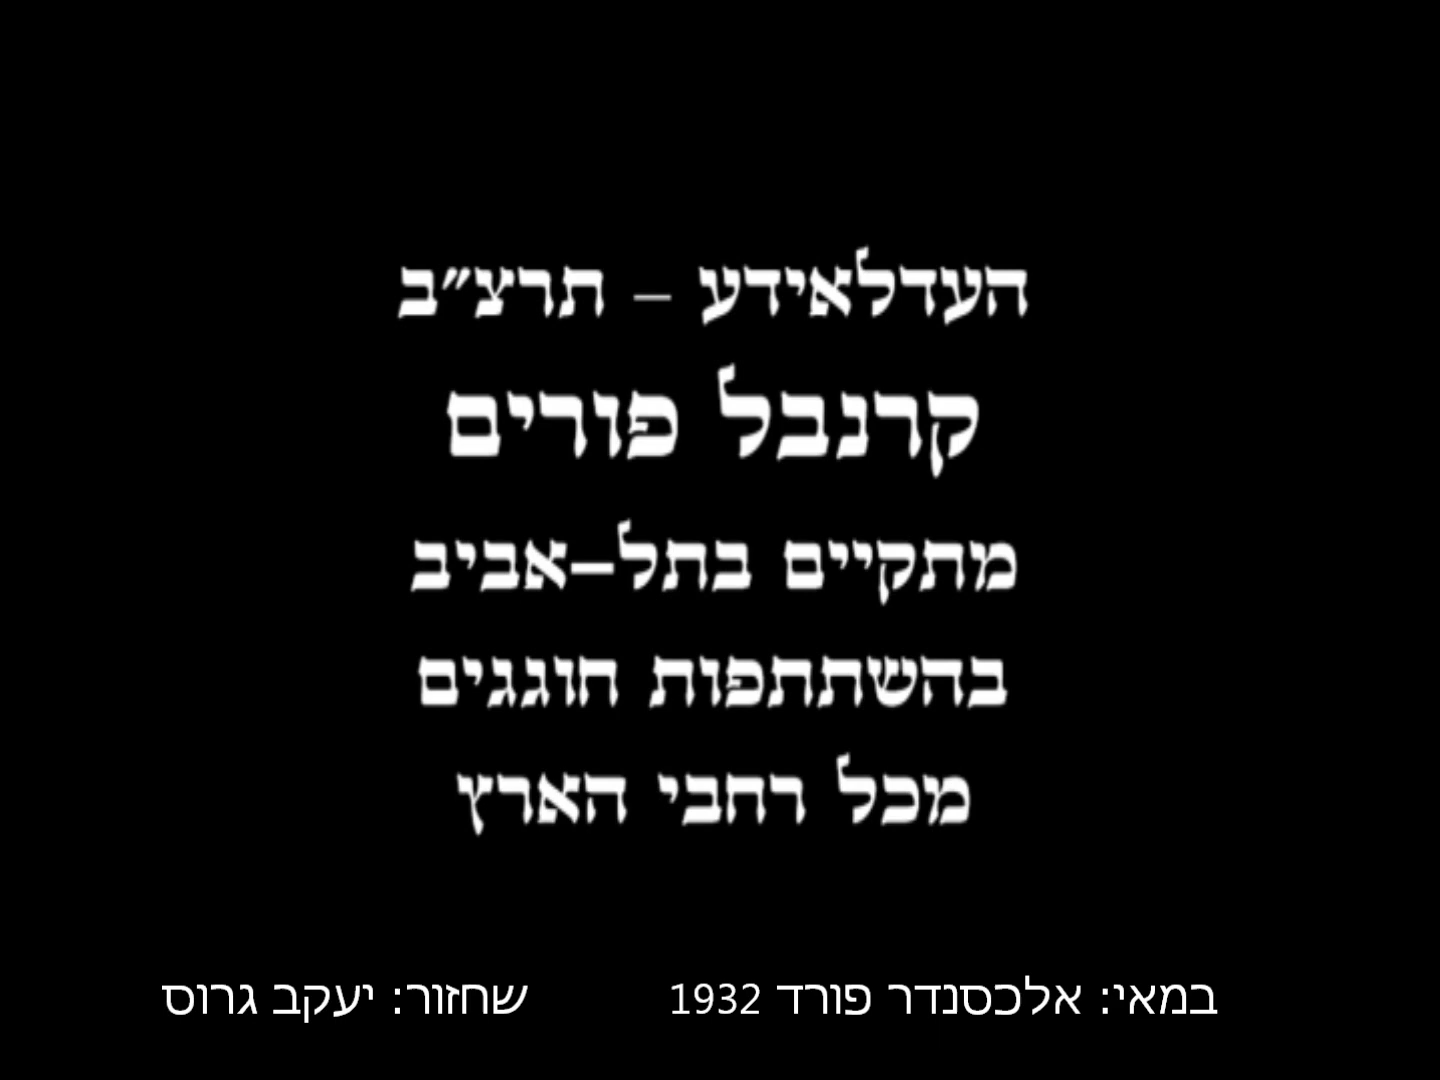 העדלאידע – תרצ״ב
קרנבל פורים
מתקיים בתל–אביב
בהשתתפות חוגגים
מכל רחבי הארץ
במאי: אלכסנדר פורד 1932 שחזור: יעקב גרוס